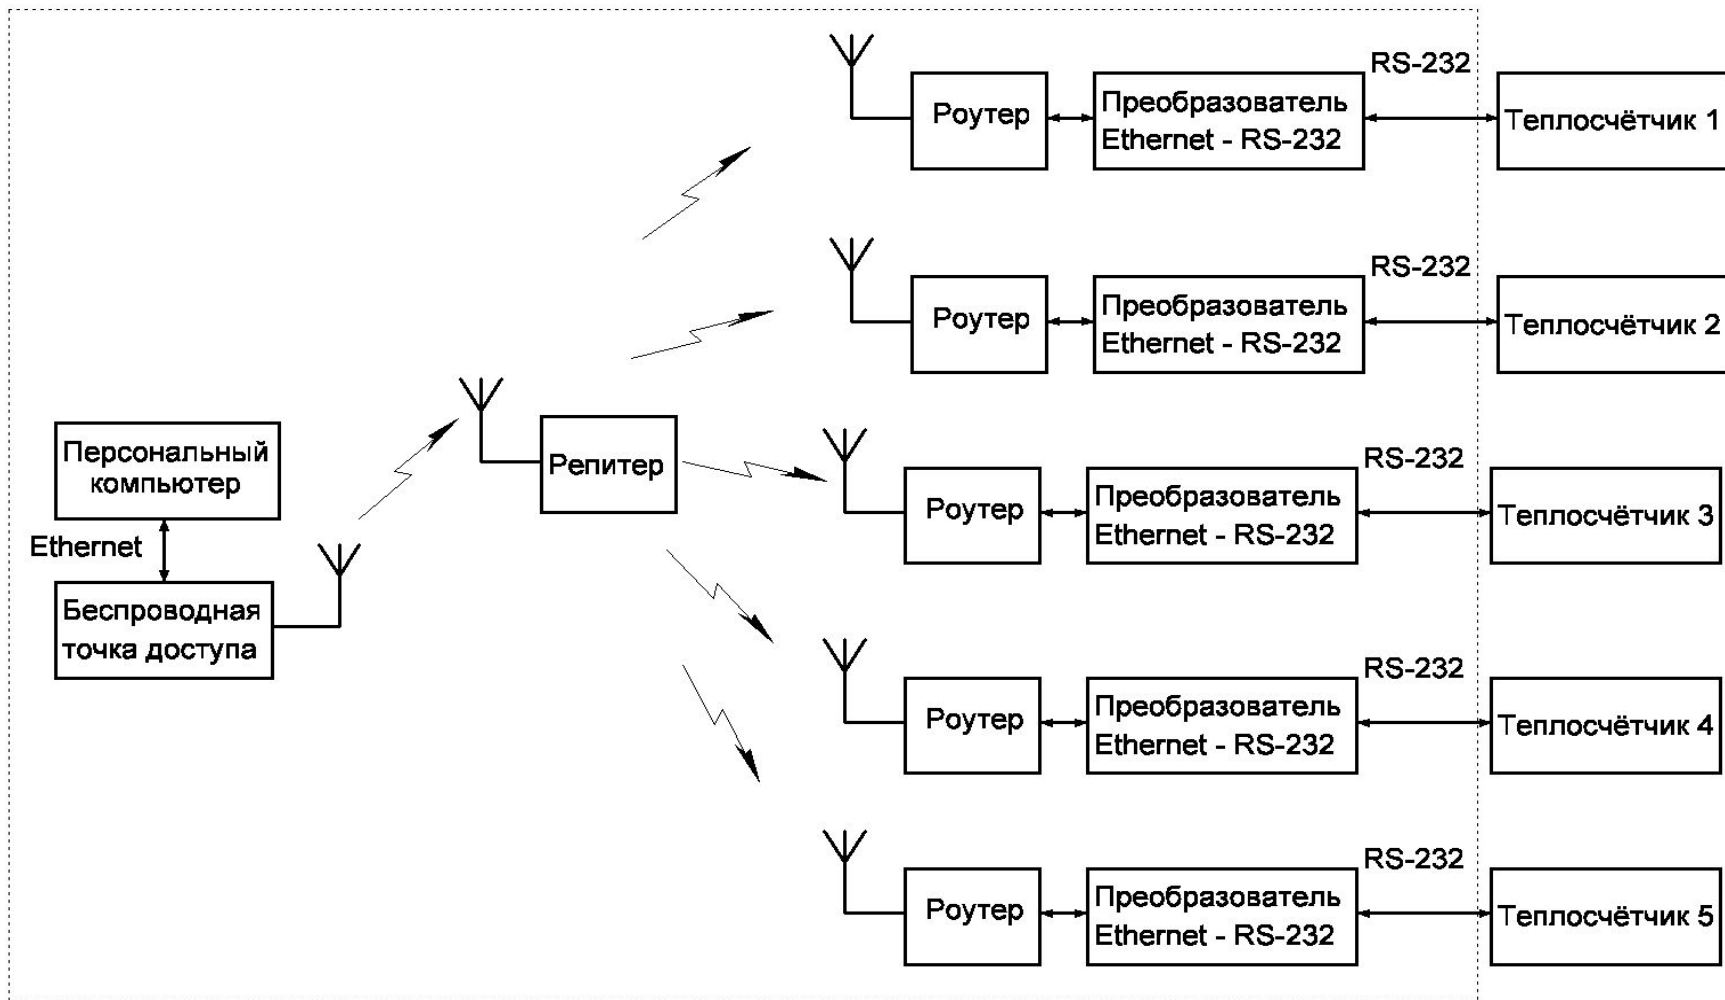 RS-232
Роутер
Преобразователь
Ethernet - RS-232
Теплосчётчик 1
RS-232
Роутер
Преобразователь
Ethernet - RS-232
Теплосчётчик 2
Персональный
компьютер
Ethernet
Беспроводная
точка доступа
Репитер
RS-232
Роутер
Преобразователь
Ethernet - RS-232
Теплосчётчик 3
RS-232
Роутер
Преобразователь
Ethernet - RS-232
Теплосчётчик 4
RS-232
Роутер
Преобразователь
Ethernet - RS-232
Теплосчётчик 5